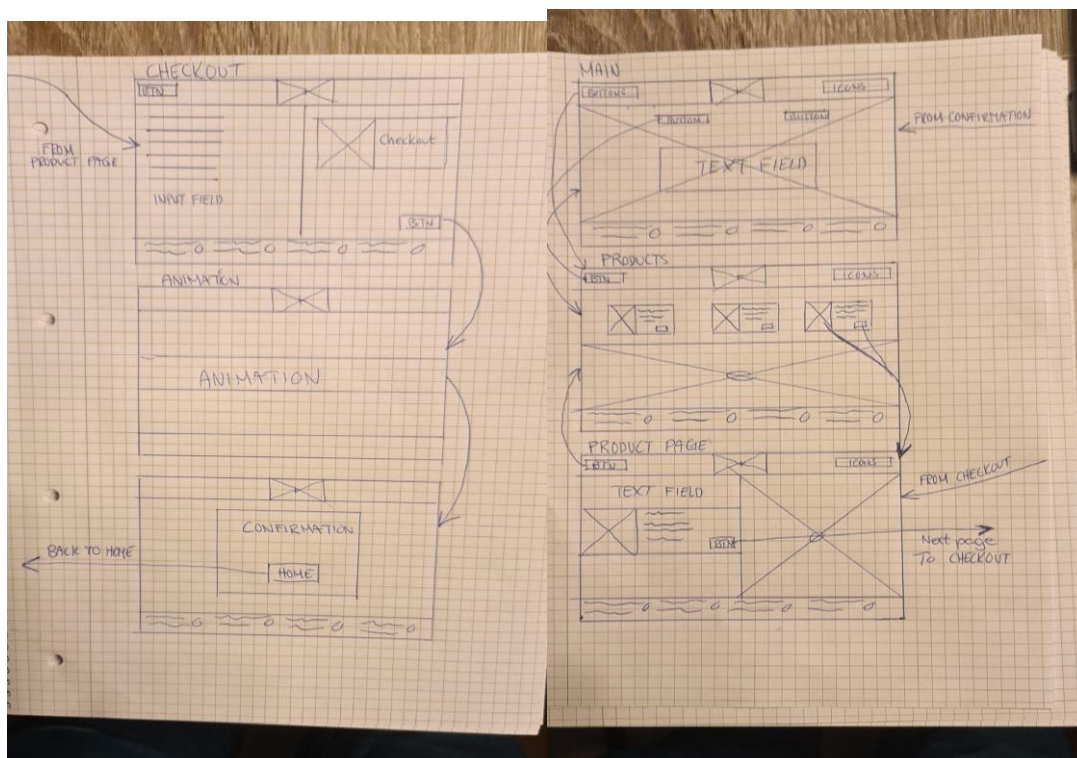 CHECKOUT
BTN
Checkout
FROM
PRODUCT PAGE
INPUT FIELD
BTN
ANIMATION
ANIMATION
CONFIRMATION
BACK TO HOME
HOME
MAIN
BUTTONS
ICONS
BUTTON
BUTTON
FROM CONFIRMATION
TEXT FIELD
PRODUCTS
BTN
ICONS
PRODUCT PAGE
BTN
ICONS
TEXT FIELD
FROM CHECKOUT
BTN
Next page
TO CHECKOUT